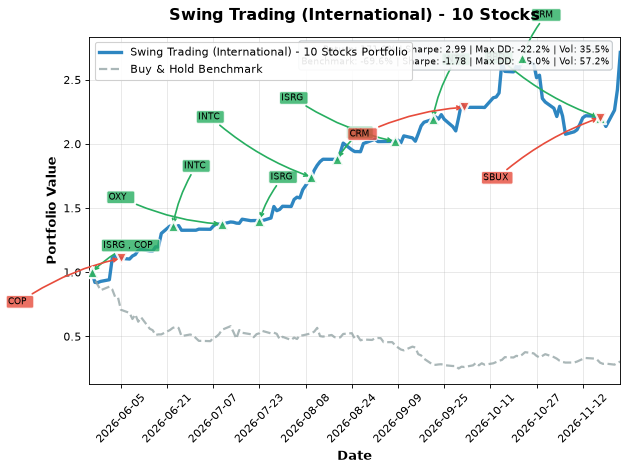 Swing Trading (International) - 10 Stocks
CRM
Swing Trading (International) - 10 Stocks Portfolio
Buy & Hold Benchmark
Sharpe: 2.99 | Max DD: -22.2% | Vol: 35.5%
Benchmark: -69.6% | Sharpe: -1.78 | Max DD: 5.0% | Vol: 57.2%
2.5
2.0
1.5
1.0
0.5
Portfolio Value
ISRG
INTC
CRM
INTC
ISRG
SBUX
OXY
ISRG , COP
COP
2026-06-05
2026-06-21
2026-07-07
2026-07-23
2026-08-08
2026-08-24
2026-09-09
2026-09-25
2026-10-11
2026-10-27
2026-11-12
Date